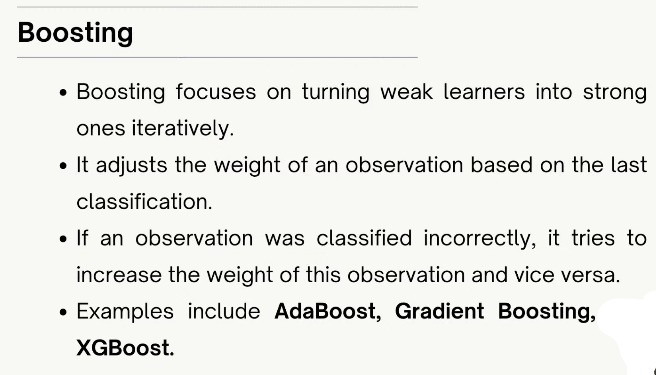 Boosting
• Boosting focuses on turning weak learners into strong
ones iteratively.
• It adjusts the weight of an observation based on the last
classification.
• If an observation was classified incorrectly, it tries to
increase the weight of this observation and vice versa.
• Examples include AdaBoost, Gradient Boosting,
XGBoost.